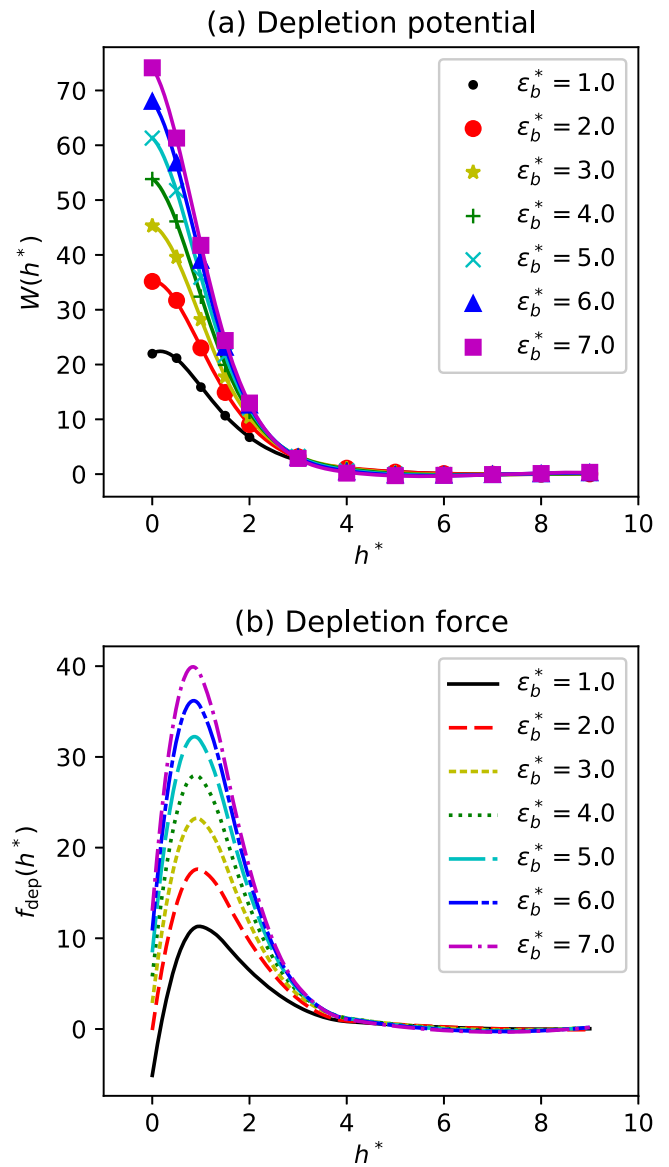 (a) Depletion potential
W(h*)
70
60
50
40
30
20
10
0
ε_b* = 1.0
ε_b* = 2.0
ε_b* = 3.0
ε_b* = 4.0
ε_b* = 5.0
ε_b* = 6.0
ε_b* = 7.0
0 2 4 6 8 10
h*
(b) Depletion force
f_dep(h*)
40
30
20
10
0
ε_b* = 1.0
ε_b* = 2.0
ε_b* = 3.0
ε_b* = 4.0
ε_b* = 5.0
ε_b* = 6.0
ε_b* = 7.0
0 2 4 6 8 10
h*